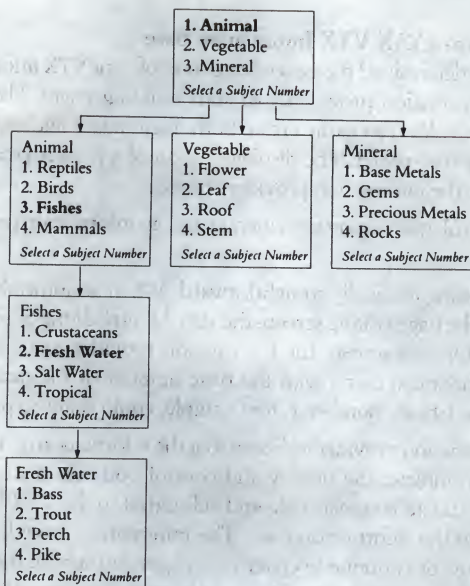 1. Animal
2. Vegetable
3. Mineral
Select a Subject Number
Animal
1. Reptiles
2. Birds
3. Fishes
4. Mammals
Select a Subject Number
Vegetable
1. Flower
2. Leaf
3. Roof
4. Stem
Select a Subject Number
Mineral
1. Base Metals
2. Gems
3. Precious Metals
4. Rocks
Select a Subject Number
Fishes
1. Crustaceans
2. Fresh Water
3. Salt Water
4. Tropical
Select a Subject Number
Fresh Water
1. Bass
2. Trout
3. Perch
4. Pike
Select a Subject Number